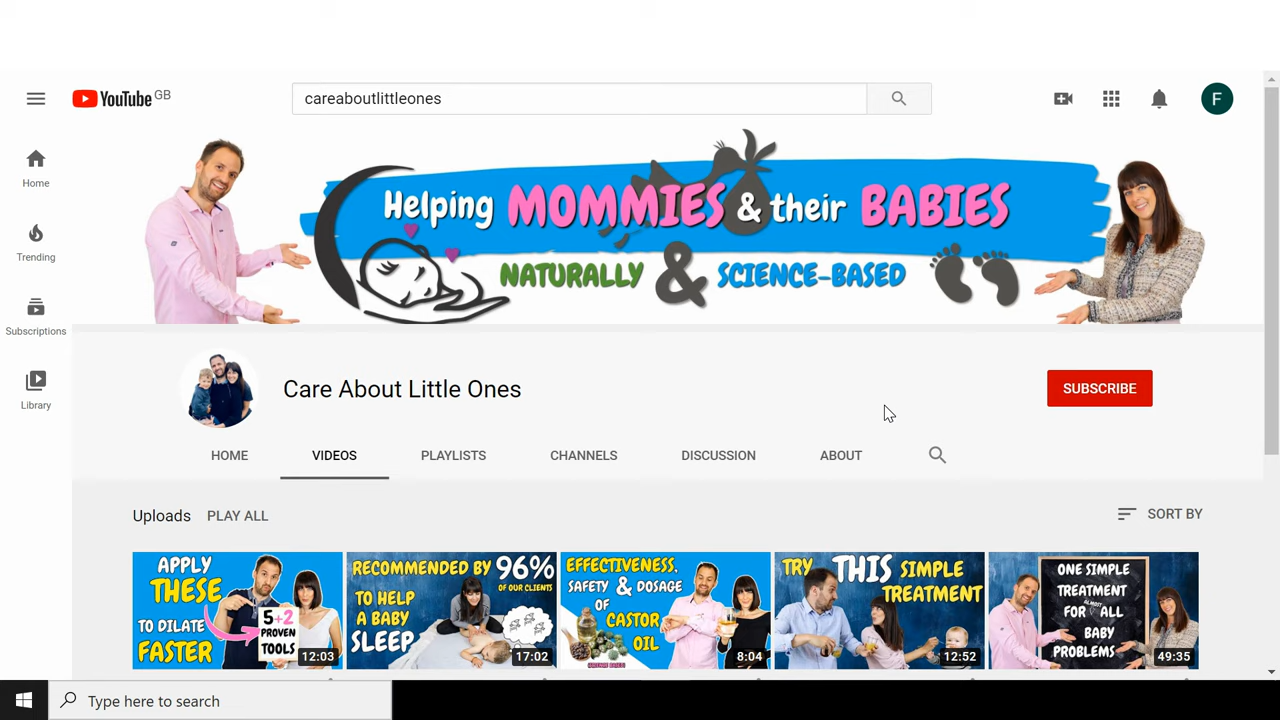 YouTube GB
careaboutlittleones
F
Home
Trending
Subscriptions
Library
Helping MOMMIES & their BABIES
NATURALLY & SCIENCE-BASED
Care About Little Ones
SUBSCRIBE
HOME VIDEOS PLAYLISTS CHANNELS DISCUSSION ABOUT
Uploads PLAY ALL
SORT BY
APPLY
THESE
TO DILATE
FASTER
5+2
PROVEN
TOOLS
12:03
RECOMMENDED BY 96%
OF OUR CLIENTS
TO HELP
A BABY
SLEEP
17:02
EFFECTIVENESS,
SAFETY & DOSAGE
OF
CASTOR
OIL
8:04
TRY THIS SIMPLE
TREATMENT
12:52
ONE SIMPLE
TREATMENT
ALMOST
FOR ALL
BABY
PROBLEMS
49:35
Type here to search